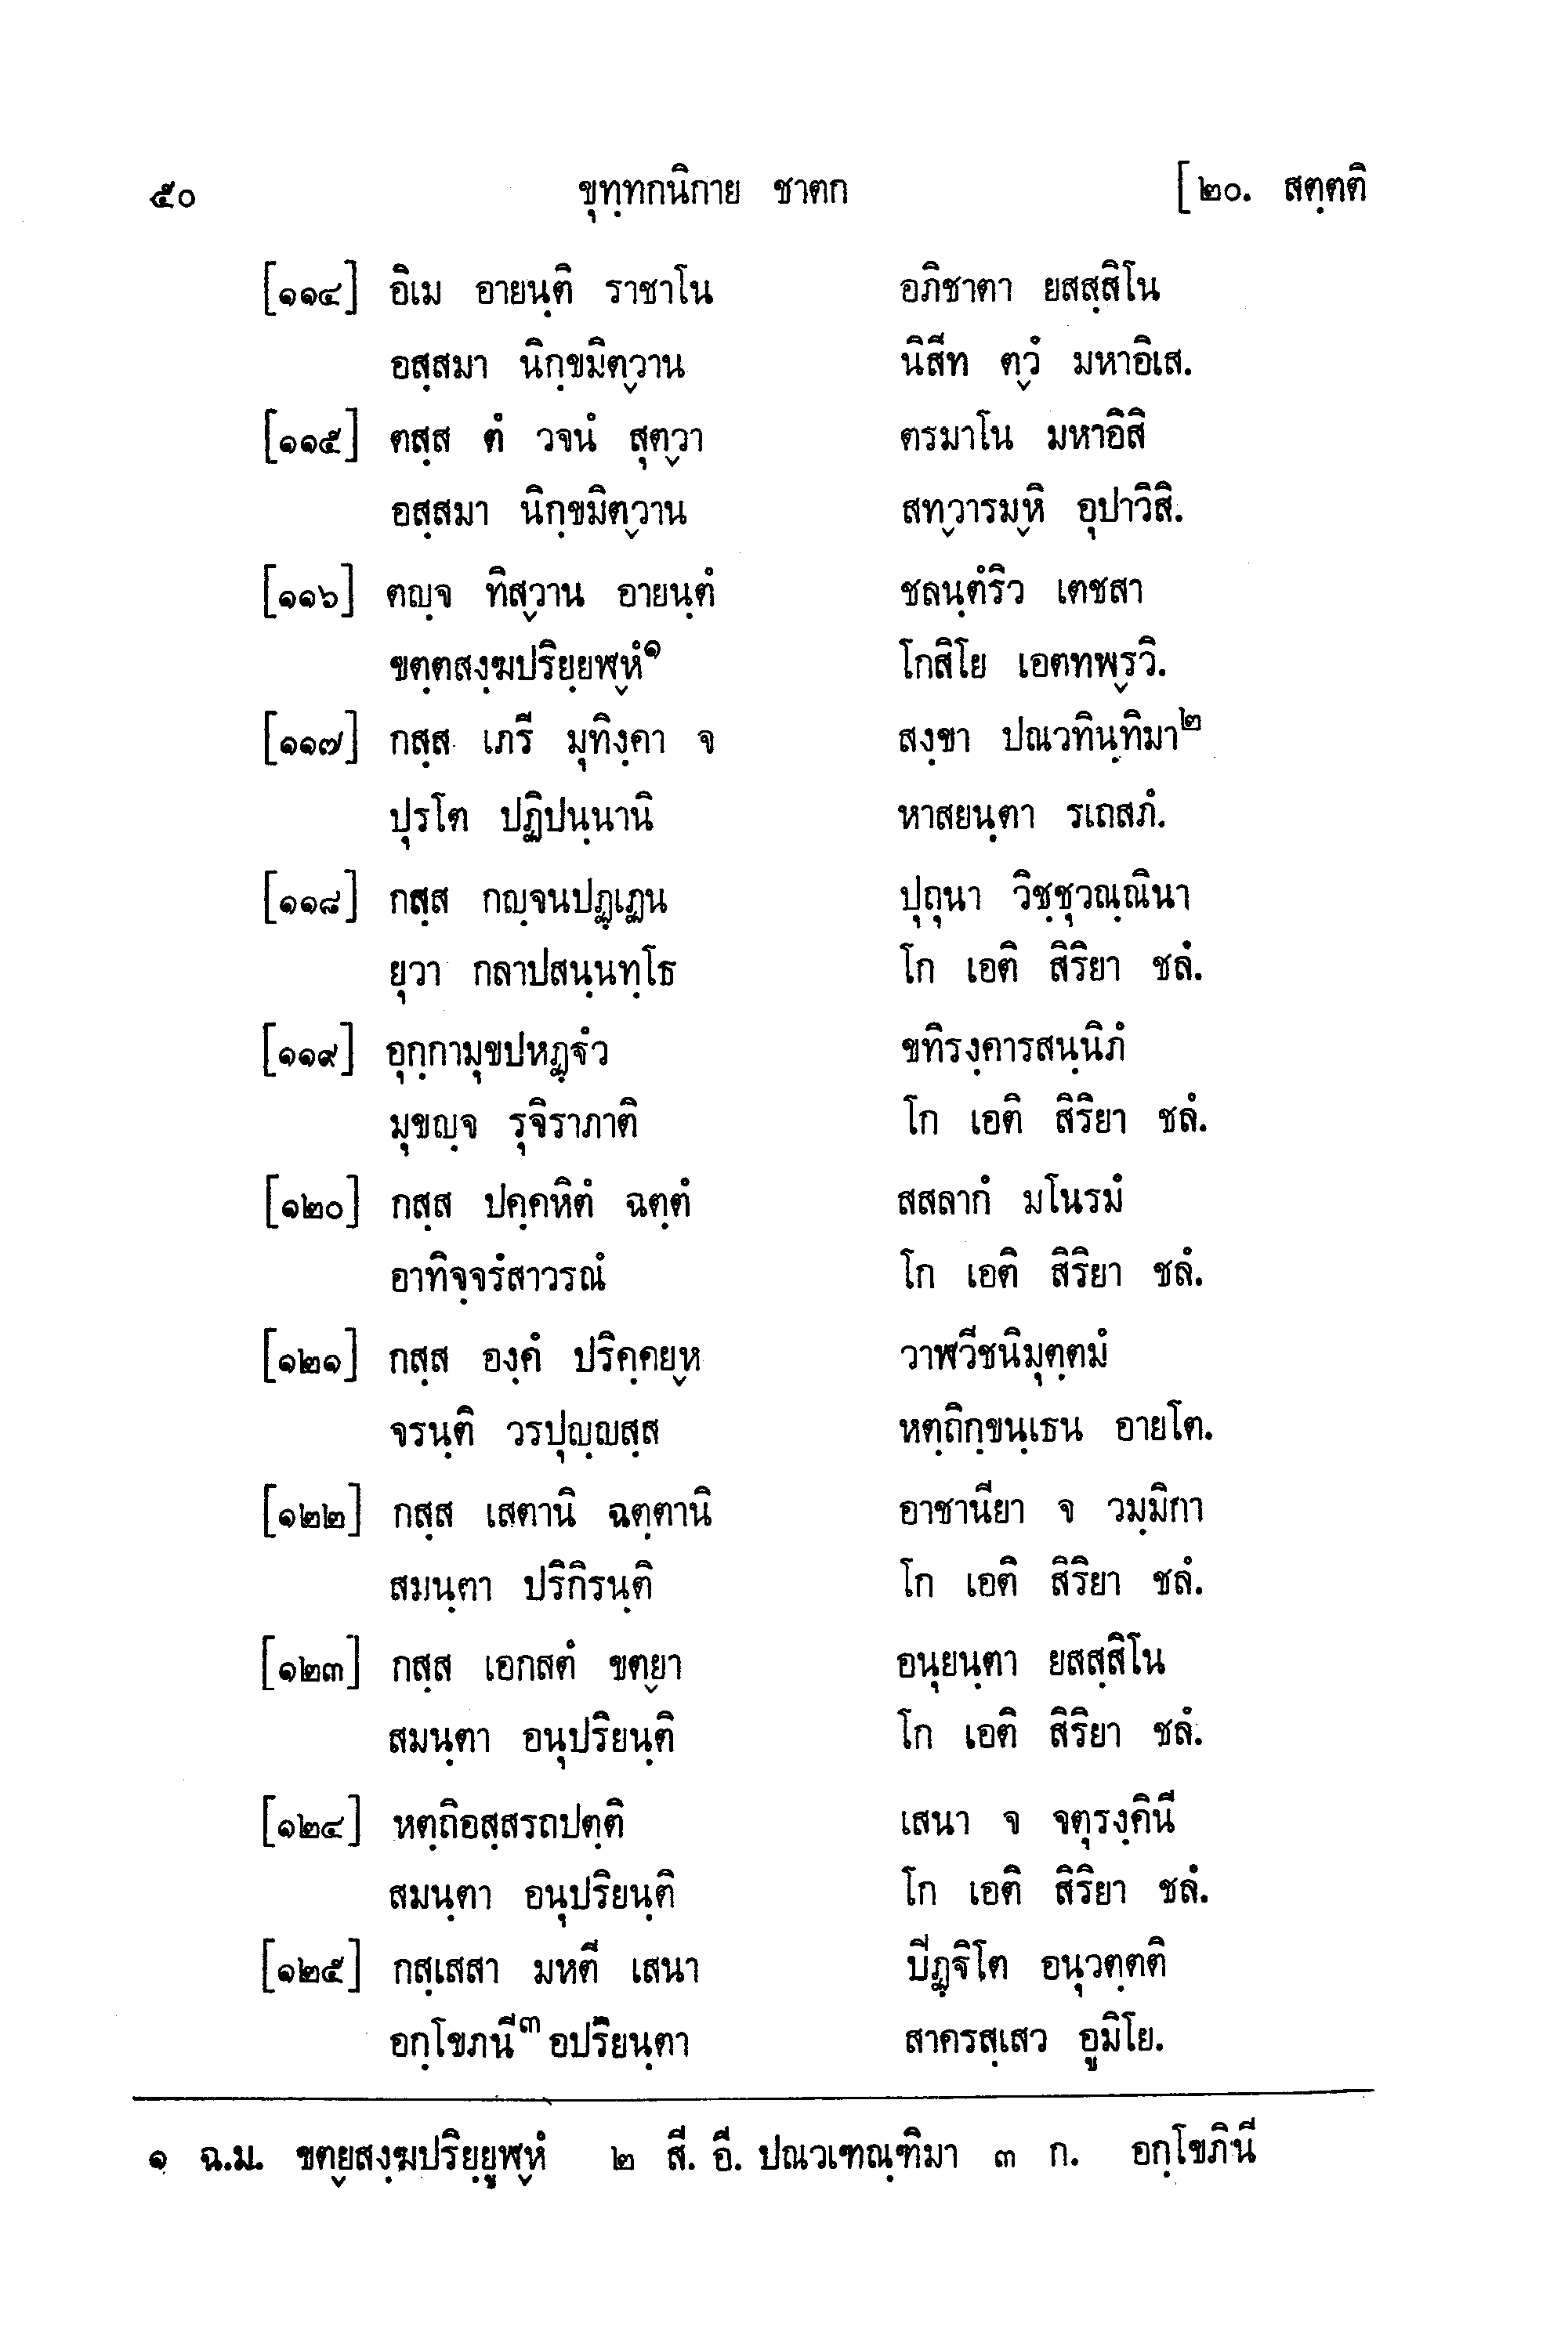 ๕๐ ขุทฺทกนิกาย ชาตก [๒๐. สตฺตติ
[๑๑๔] อิเม อายนฺติ ราชาโน อภิชาตา ยสสฺสิโน
อสฺสมา นิกฺขมิตฺวาน นิสีท ตฺวํ มหาอิเส.
[๑๑๕] ตสฺส ตํ วจนํ สุตฺวา ตรมาโน มหาอิสิ
อสฺสมา นิกฺขมิตฺวาน สทฺวารมฺหิ อุปาวิสิ.
[๑๑๖] ตญฺจ ทิสฺวาน อายนฺตํ ชลนฺตํริว เตชสา
ขตฺตสงฺฆปริยฺยฬฺหํ๑ โกสิโย เอตทพฺรวิ.
[๑๑๗] กสฺส เภรี มุทิงฺคา จ สงฺขา ปณวทินฺทิมา๒
ปุรโต ปฏิปนฺนานิ หาสยนฺตา รเถสภํ.
[๑๑๘] กสฺส กญฺจนปฏฺเฏน ปุถุนา วิชฺชุวณฺณินา
ยุวา กลาปสนฺนทฺโธ โก เอติ สิริยา ชลํ.
[๑๑๙] อุกฺกามุขปหฏฺฐํว ขทิรงฺคารสนฺนิภํ
มุขญฺจ รุจิราภาติ โก เอติ สิริยา ชลํ.
[๑๒๐] กสฺส ปคฺคหิตํ ฉตฺตํ สสลากํ มโนรมํ
อาทิจฺจรํสาวรณํ โก เอติ สิริยา ชลํ.
[๑๒๑] กสฺส องฺคํ ปริคฺคยฺห วาฬวีชนิมุตฺตมํ
จรนฺติ วรปุญฺญสฺส หตฺถิกฺขนฺเธน อายโต.
[๑๒๒] กสฺส เสตานิ ฉตฺตานิ อาชานียา จ วมฺมิกา
สมนฺตา ปริกิรนฺติ โก เอติ สิริยา ชลํ.
[๑๒๓] กสฺส เอกสตํ ขตฺยา อนุยนฺตา ยสสฺสิโน
สมนฺตา อนุปริยนฺติ โก เอติ สิริยา ชลํ.
[๑๒๔] หตฺถิอสฺสรถปตฺติ เสนา จ จตุรงฺคินี
สมนฺตา อนุปริยนฺติ โก เอติ สิริยา ชลํ.
[๑๒๕] กสฺเสสา มหตี เสนา ปีฏฺฐิโต อนุวตฺตติ
อกฺโขภนี๓ อปริยนฺตา สาครสฺเสว อูมิโย.
๑ ฉ.ม. ขตฺยสงฺฆปริยฺยูฬฺหํ ๒ สี. อี. ปณวเฑณฺฑิมา ๓ ก. อกฺโขภินี